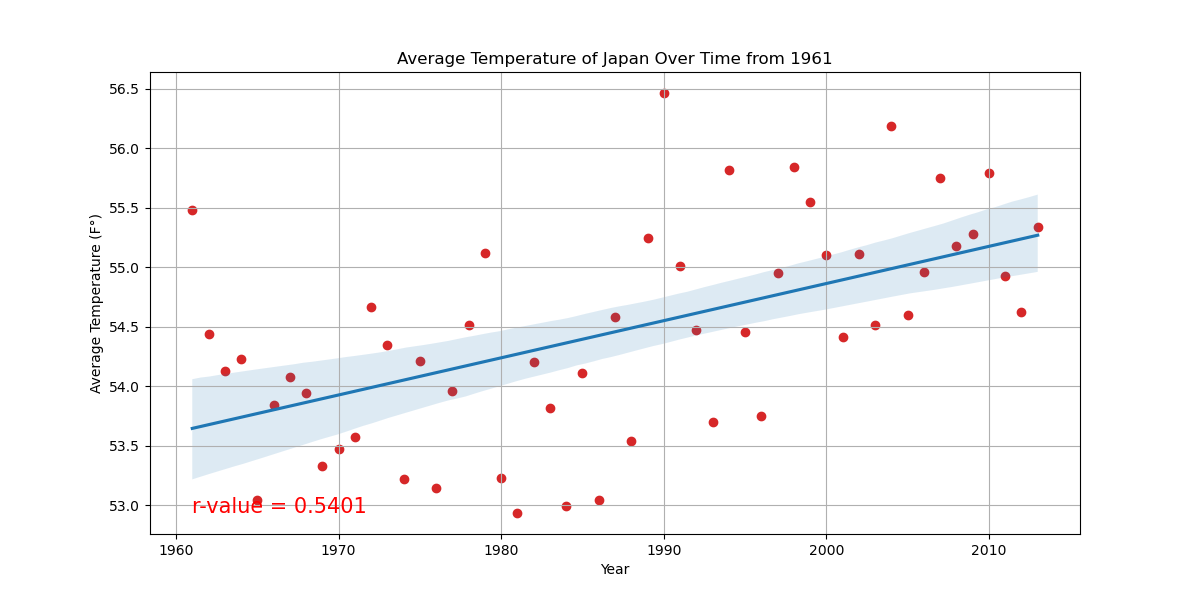 Average Temperature of Japan Over Time from 1961
Average Temperature (F°)
56.5
56.0
55.5
55.0
54.5
54.0
53.5
53.0
r-value = 0.5401
1960 1970 1980 1990 2000 2010
Year